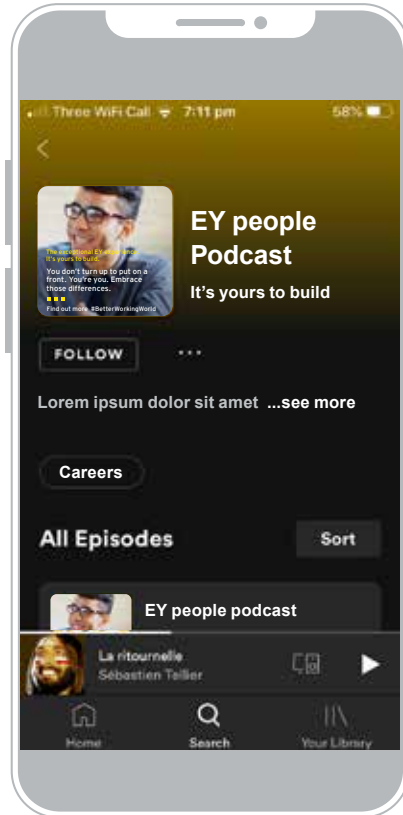 Three WiFi Call 7:11 pm 58%
The exceptional EY experience.
It's yours to build.
You don't turn up to put on a
front. You're you. Embrace
those differences.
Find out more #BetterWorkingWorld
EY people
Podcast
It's yours to build
FOLLOW ...
Lorem ipsum dolor sit amet ...see more
Careers
All Episodes Sort
EY people podcast
La ritournelle
Sébastien Tellier
Home Search Your Library